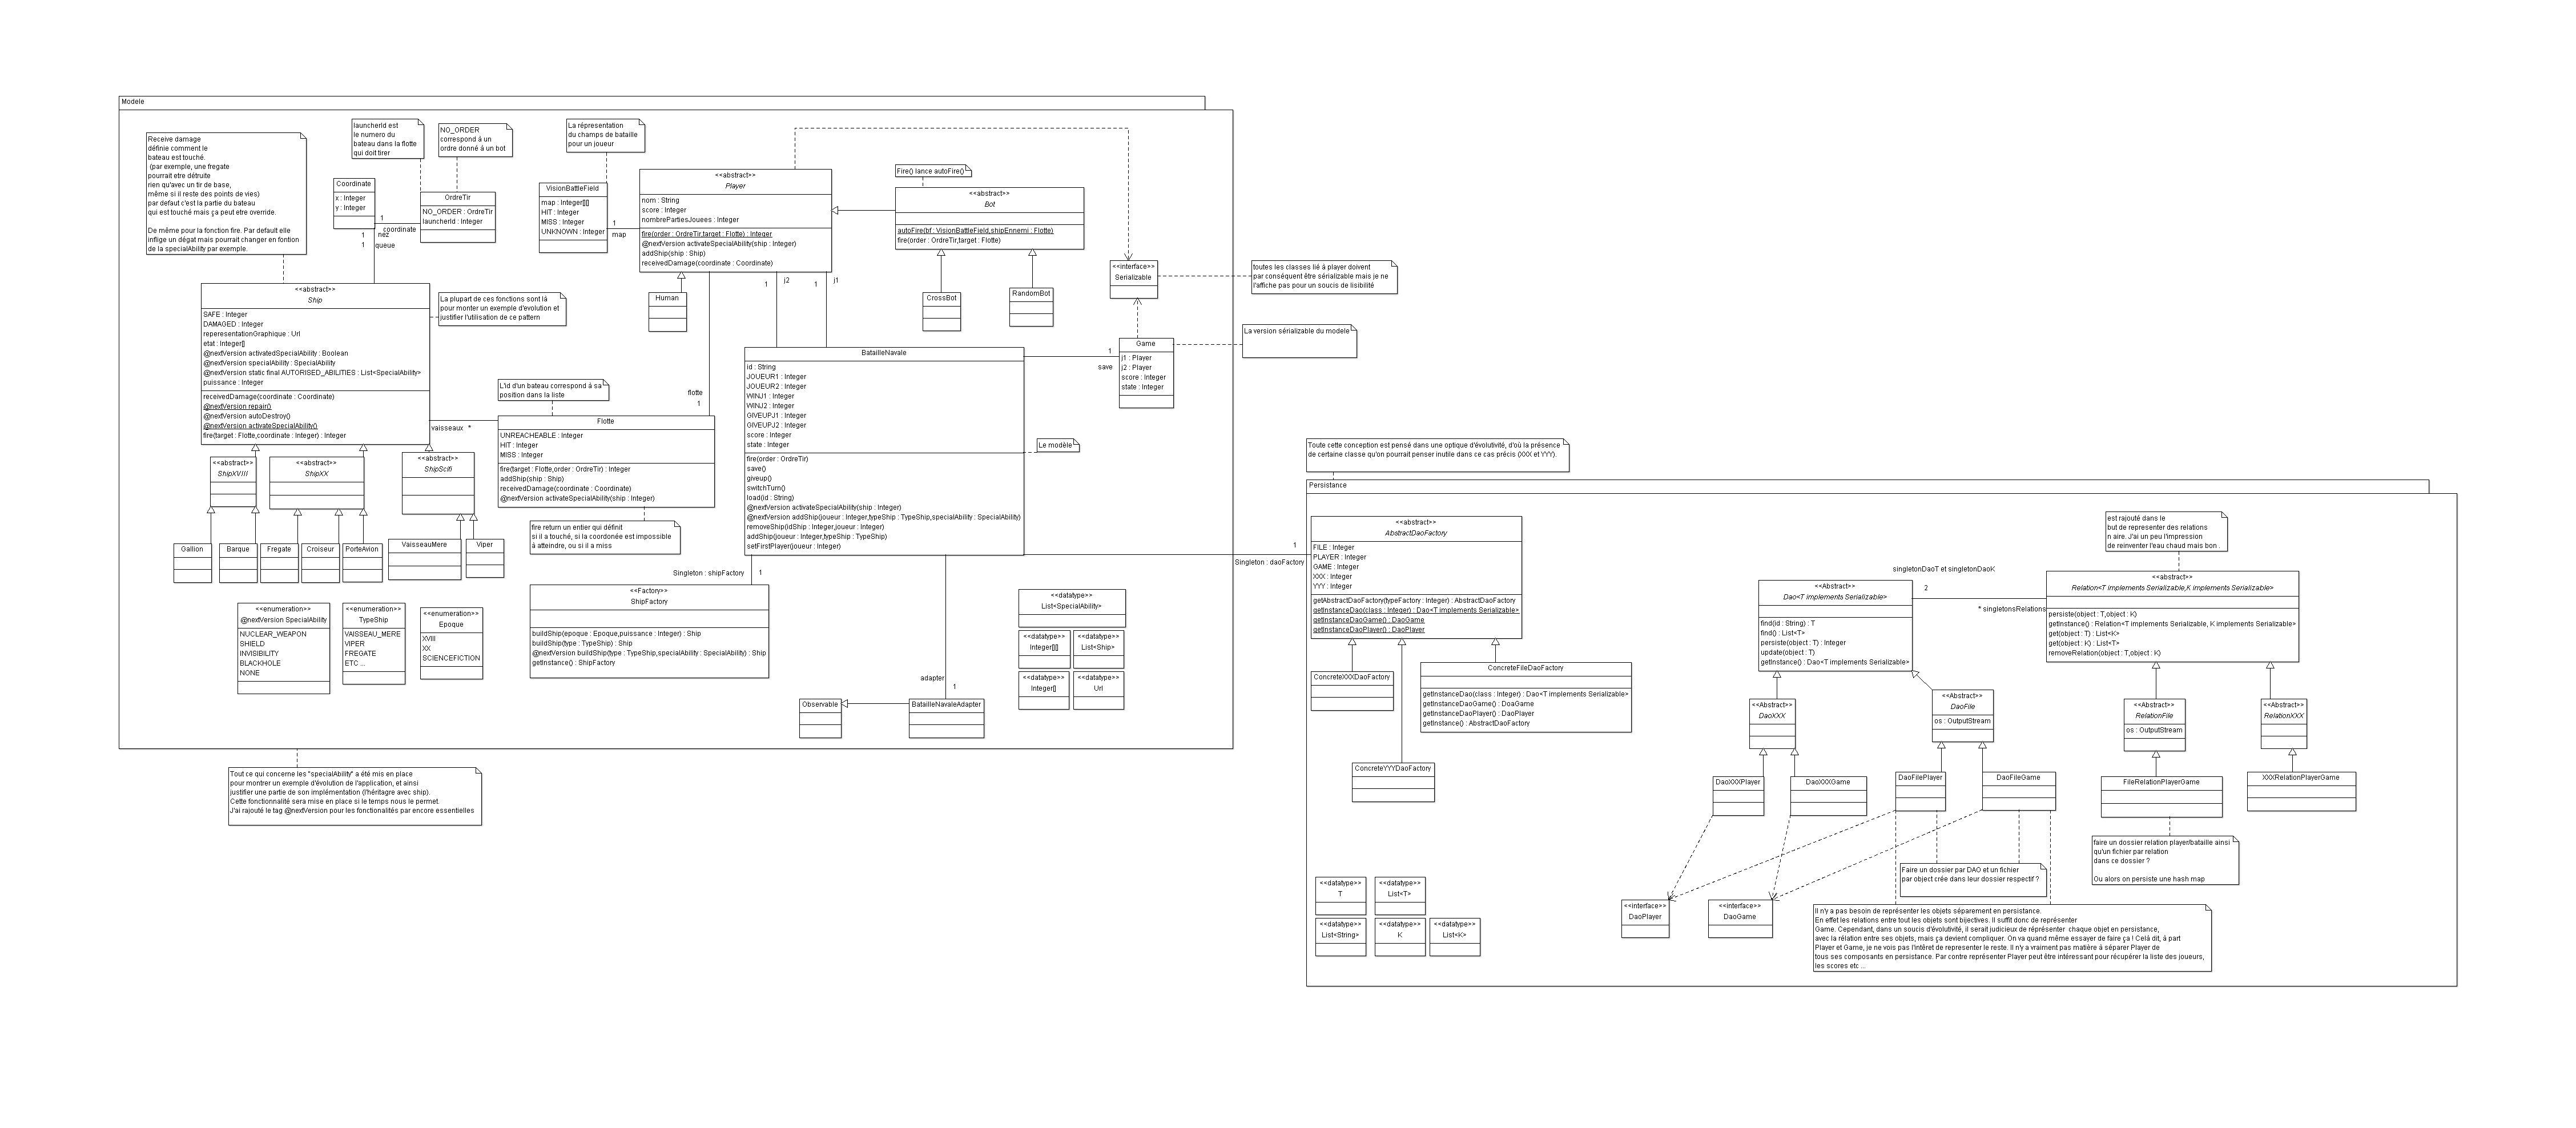 Modele
Receive damage
définie comment le
bateau est touché.
(par exemple, une fregate
pourrait etre détruite
rien qu'avec un tir de base,
même si il reste des points de vies)
par defaut c'est la partie du bateau
qui est touché mais ça peut etre override.
De même pour la fonction fire. Par default elle
inflige un dégat mais pourrait changer en fontion
de la specialAbility par exemple.
launcherId est
le numero du
bateau dans la flotte
qui doit tirer
NO_ORDER
correspond à un
ordre donné à un bot
La répresentation
du champs de bataille
pour un joueur
Coordinate
x : Integer
y : Integer
OrdreTir
NO_ORDER : OrdreTir
launcherId : Integer
1
coordinate
1
nez
1
queue
VisionBattleField
map : Integer[][]
HIT : Integer
MISS : Integer
UNKNOWN : Integer
1
map
<<abstract>>
Player
nom : String
score : Integer
nombrePartiesJouees : Integer
fire(order : OrdreTir,target : Flotte) : Integer
@nextVersion activateSpecialAbility(ship : Integer)
addShip(ship : Ship)
receivedDamage(coordinate : Coordinate)
Fire() lance autoFire()
<<abstract>>
Bot
autoFire(bf : VisionBattleField,shipEnnemi : Flotte)
fire(order : OrdreTir,target : Flotte)
Human
CrossBot
RandomBot
1
j2
1
j1
<<interface>>
Serializable
toutes les classes lié à player doivent
par conséquent être sérializable mais je ne
l'affiche pas pour un soucis de lisibilité
La version sérializable du modele
Game
j1 : Player
j2 : Player
score : Integer
state : Integer
1
save
<<abstract>>
Ship
SAFE : Integer
DAMAGED : Integer
reperesentationGraphique : Url
etat : Integer[]
@nextVersion activatedSpecialAbility : Boolean
@nextVersion specialAbility : SpecialAbility
@nextVersion static final AUTORISED_ABILITIES : List<SpecialAbility>
puissance : Integer
receivedDamage(coordinate : Coordinate)
@nextVersion repair()
@nextVersion autoDestroy()
@nextVersion activateSpecialAbility()
fire(target : Flotte,coordinate : Integer) : Integer
La plupart de ces fonctions sont là
pour monter un exemple d'évolution et
justifier l'utilisation de ce pattern
L'id d'un bateau correspond à sa
position dans la liste
flotte
1
vaisseaux *
Flotte
UNREACHEABLE : Integer
HIT : Integer
MISS : Integer
fire(target : Flotte,order : OrdreTir) : Integer
addShip(ship : Ship)
receivedDamage(coordinate : Coordinate)
@nextVersion activateSpecialAbility(ship : Integer)
fire return un entier qui définit
si il a touché, si la coordonée est impossible
à atteindre, ou si il a miss
BatailleNavale
id : String
JOUEUR1 : Integer
JOUEUR2 : Integer
WINJ1 : Integer
WINJ2 : Integer
GIVEUPJ1 : Integer
GIVEUPJ2 : Integer
score : Integer
state : Integer
fire(order : OrdreTir)
save()
giveup()
switchTurn()
load(id : String)
@nextVersion activateSpecialAbility(ship : Integer)
@nextVersion addShip(joueur : Integer,typeShip : TypeShip,specialAbility : SpecialAbility)
removeShip(idShip : Integer,joueur : Integer)
addShip(joueur : Integer,typeShip : TypeShip)
setFirstPlayer(joueur : Integer)
Le modèle
<<abstract>>
ShipXVIII
<<abstract>>
ShipXX
<<abstract>>
ShipScifi
Gallion
Barque
Fregate
Croiseur
PorteAvion
VaisseauMere
Viper
<<enumeration>>
@nextVersion SpecialAbility
NUCLEAR_WEAPON
SHIELD
INVISIBILITY
BLACKHOLE
NONE
<<enumeration>>
TypeShip
VAISSEAU_MERE
VIPER
FREGATE
ETC ...
<<enumeration>>
Epoque
XVIII
XX
SCIENCEFICTION
Singleton : shipFactory
1
<<Factory>>
ShipFactory
buildShip(epoque : Epoque,puissance : Integer) : Ship
buildShip(type : TypeShip) : Ship
@nextVersion buildShip(type : TypeShip,specialAbility : SpecialAbility) : Ship
getInstance() : ShipFactory
adapter
1
Observable
BatailleNavaleAdapter
<<datatype>>
List<SpecialAbility>
<<datatype>>
Integer[][]
<<datatype>>
List<Ship>
<<datatype>>
Integer[]
<<datatype>>
Url
Tout ce qui concerne les "specialAbility" a été mis en place
pour montrer un exemple d'évolution de l'application, et ainsi
justifier une partie de son implémentation (l'héritagre avec ship).
Cette fonctionnalité sera mise en place si le temps nous le permet.
J'ai rajouté le tag @nextVersion pour les fonctionalités par encore essentielles
1
Singleton : daoFactory
Toute cette conception est pensé dans une optique d'évolutivité, d'où la présence
de certaine classe qu'on pourrait penser inutile dans ce cas précis (XXX et YYY).
Persistance
<<abstract>>
AbstractDaoFactory
FILE : Integer
PLAYER : Integer
GAME : Integer
XXX : Integer
YYY : Integer
getAbstractDaoFactory(typeFactory : Integer) : AbstractDaoFactory
getInstanceDao(class : Integer) : Dao<T implements Serializable>
getInstanceDaoGame() : DaoGame
getInstanceDaoPlayer() : DaoPlayer
ConcreteXXXDaoFactory
ConcreteFileDaoFactory
getInstanceDao(class : Integer) : Dao<T implements Serializable>
getInstanceDaoGame() : DoaGame
getInstanceDaoPlayer() : DaoPlayer
getInstance() : AbstractDaoFactory
ConcreteYYYDaoFactory
est rajouté dans le
but de representer des relations
n aire. J'ai un peu l'impression
de reinventer l'eau chaud mais bon .
singletonDaoT et singletonDaoK
2
* singletonsRelations
<<Abstract>>
Dao<T implements Serializable>
find(id : String) : T
find() : List<T>
persiste(object : T) : Integer
update(object : T)
getInstance() : Dao<T implements Serializable>
<<abstract>>
Relation<T implements Serializable,K implements Serializable>
persiste(object : T,object : K)
getInstance() : Relation<T implements Serializable, K implements Serializable>
get(object : T) : List<K>
get(object : K) : List<T>
removeRelation(object : T,object : K)
<<Abstract>>
DaoXXX
<<Abstract>>
DaoFile
os : OutputStream
<<Abstract>>
RelationFile
os : OutputStream
<<Abstract>>
RelationXXX
DaoXXXPlayer
DaoXXXGame
DaoFilePlayer
DaoFileGame
FileRelationPlayerGame
XXXRelationPlayerGame
faire un dossier relation player/bataille ainsi
qu'un fichier par relation
dans ce dossier ?
Ou alors on persiste une hash map
Faire un dossier par DAO et un fichier
par object crée dans leur dossier respectif ?
<<datatype>>
T
<<datatype>>
List<T>
<<datatype>>
List<String>
<<datatype>>
K
<<datatype>>
List<K>
<<interface>>
DaoPlayer
<<interface>>
DaoGame
Il n'y a pas besoin de représenter les objets séparement en persistance.
En effet les relations entre tout les objets sont bijectives. Il suffit donc de représenter
Game. Cependant, dans un soucis d'évolutivité, il serait judicieux de réprésenter chaque objet en persistance,
avec la rélation entre ses objets, mais ça devient compliquer. On va quand même essayer de faire ça ! Celà dit, à part
Player et Game, je ne vois pas l'intêret de representer le reste. Il n'y a vraiment pas matière à séparer Player de
tous ses composants en persistance. Par contre représenter Player peut être intéressant pour récupérer la liste des joueurs,
les scores etc ...